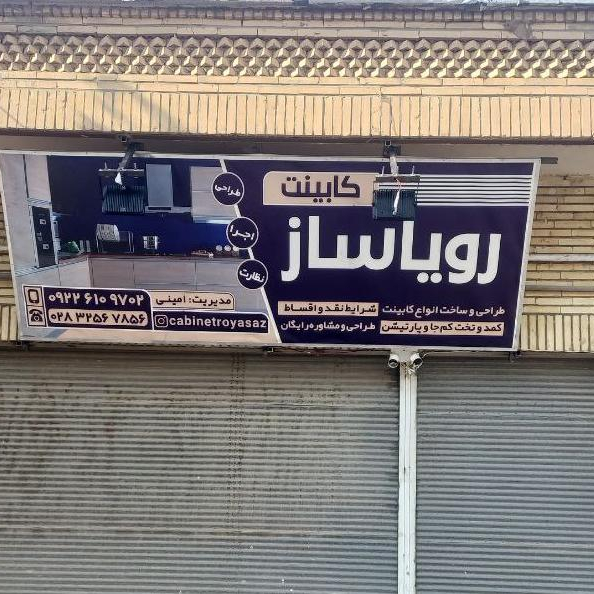 کابینت
رویاساز
طراحی
اجرا
نظارت
طراحی و ساخت انواع کابینت
شرایط نقد و اقساط
کمد و تخت کم جا و پارتیشن
طراحی و مشاوره رایگان
مدیریت: امینی
۰۹۲۲ ۶۱۰ ۹۷۰۲
cabinetroyasaz
۰۲۸ ۳۲۵۶ ۷۸۵۶